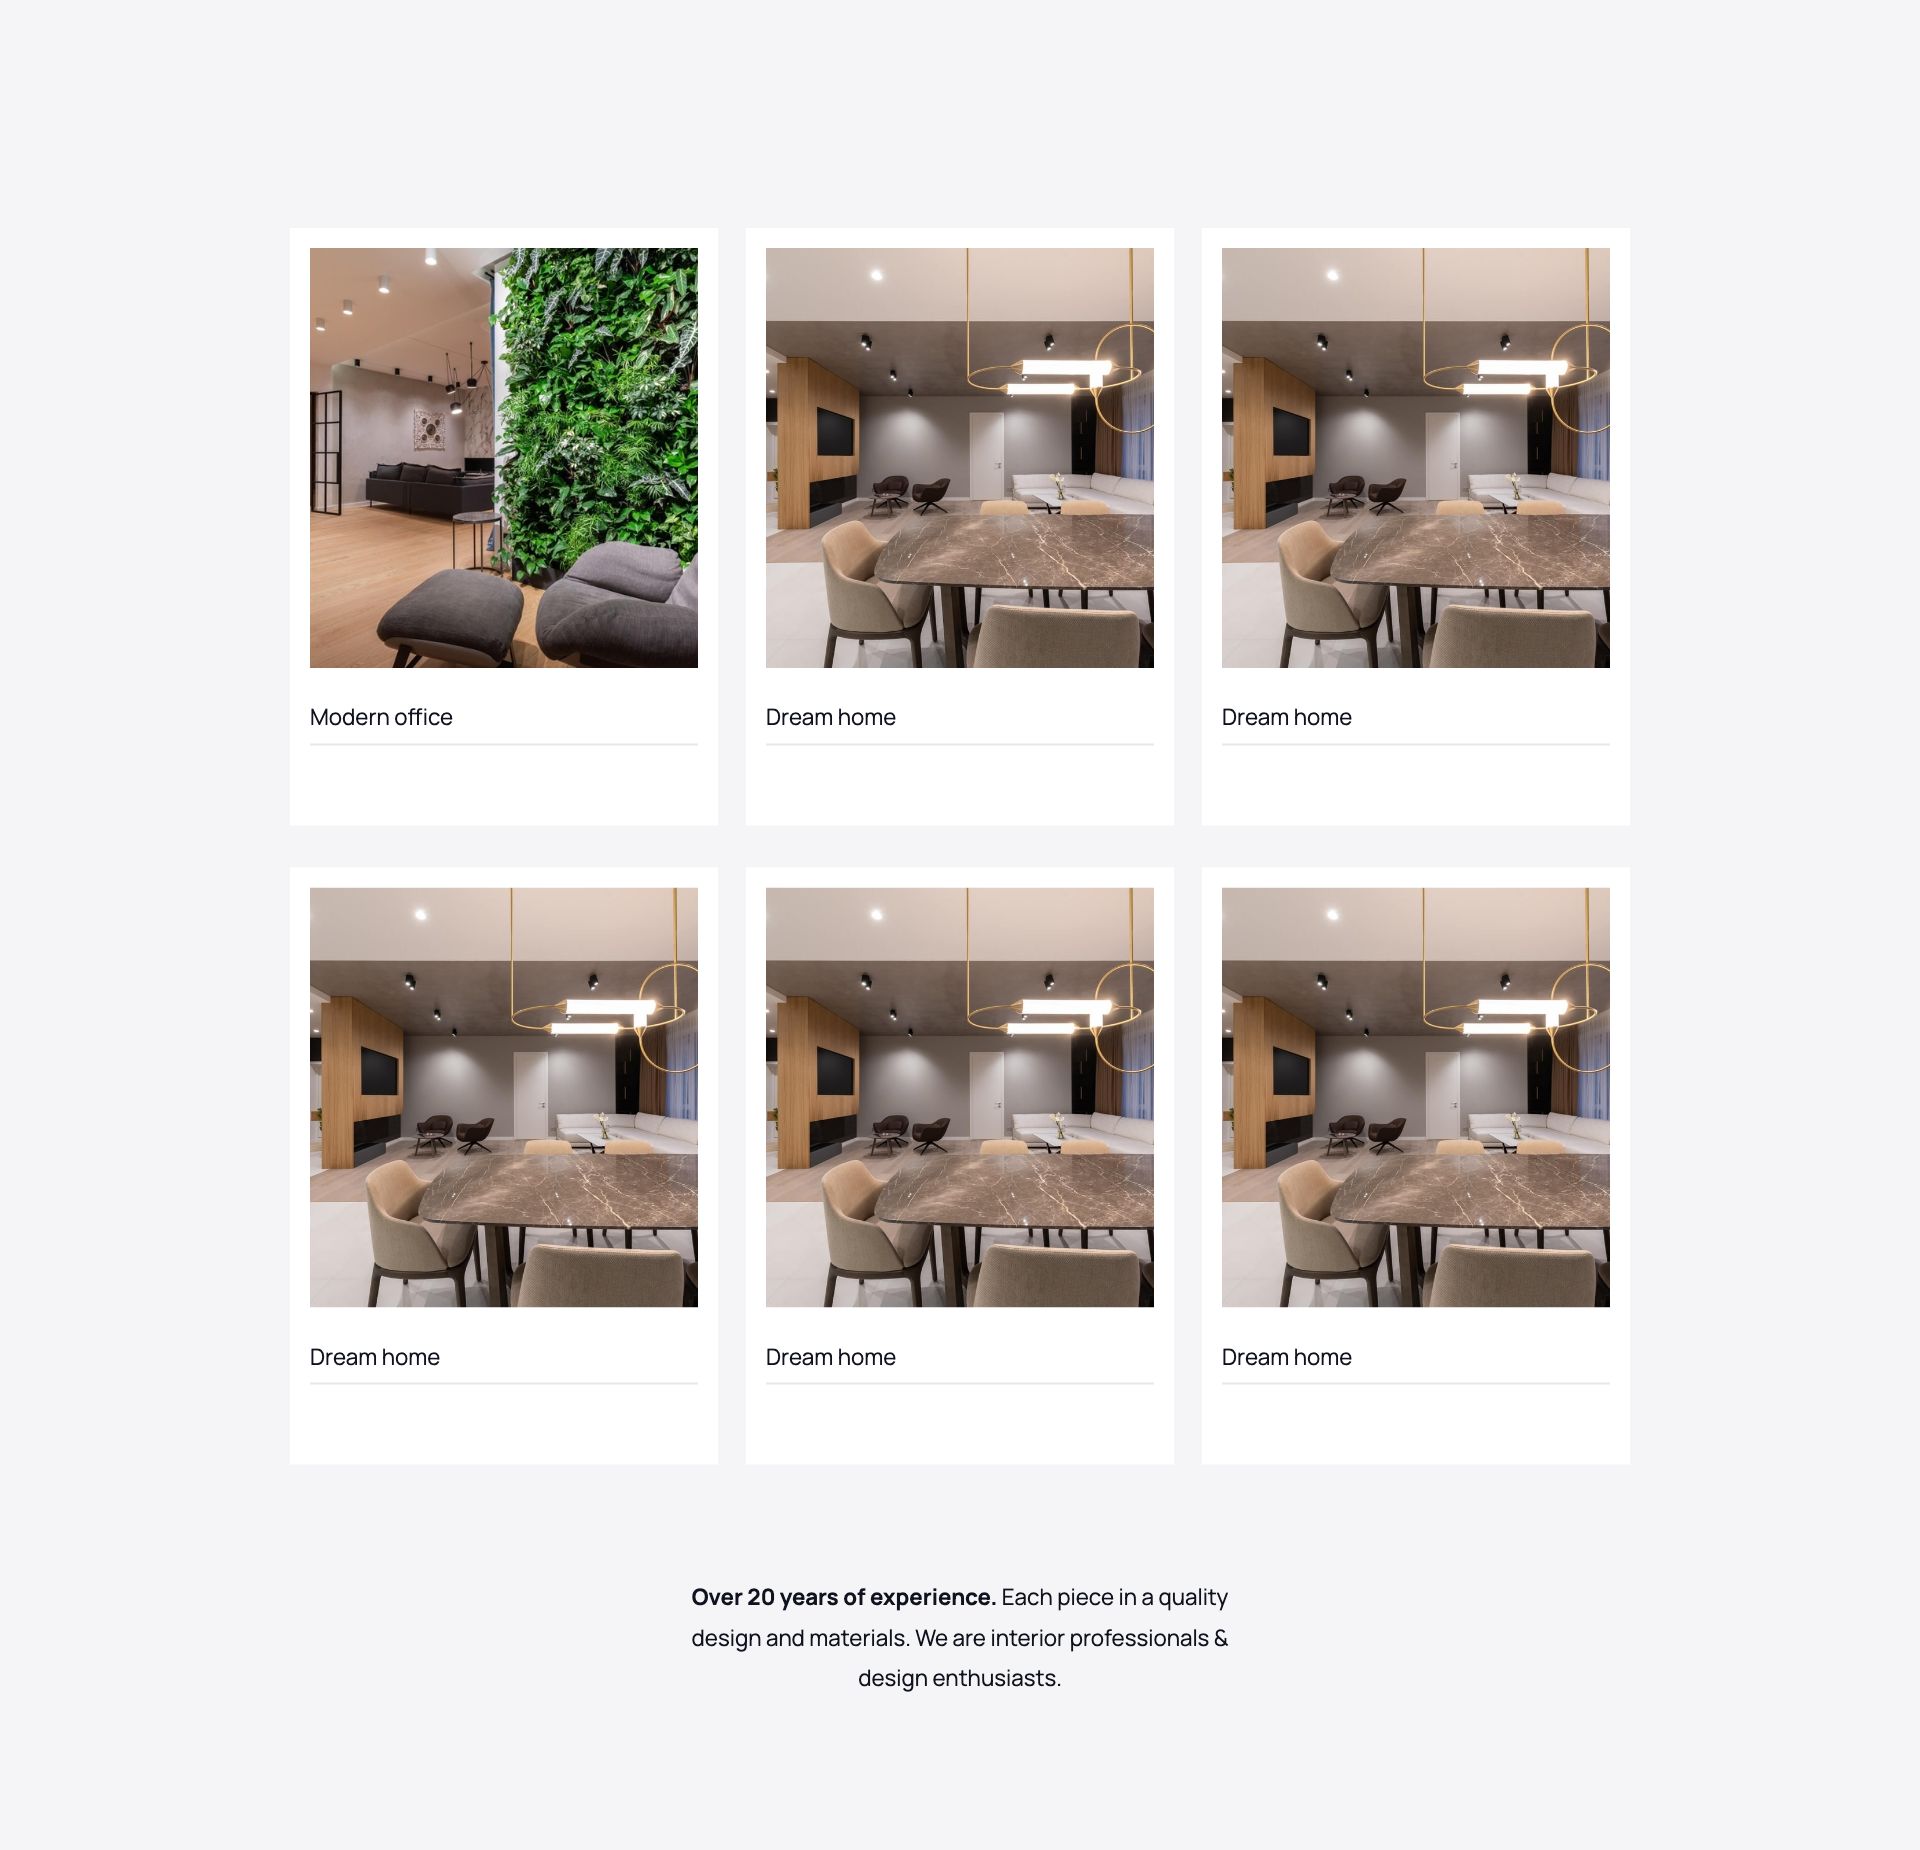 Modern office
Dream home
Dream home
Dream home
Dream home
Dream home
Over 20 years of experience. Each piece in a quality
design and materials. We are interior professionals &
design enthusiasts.